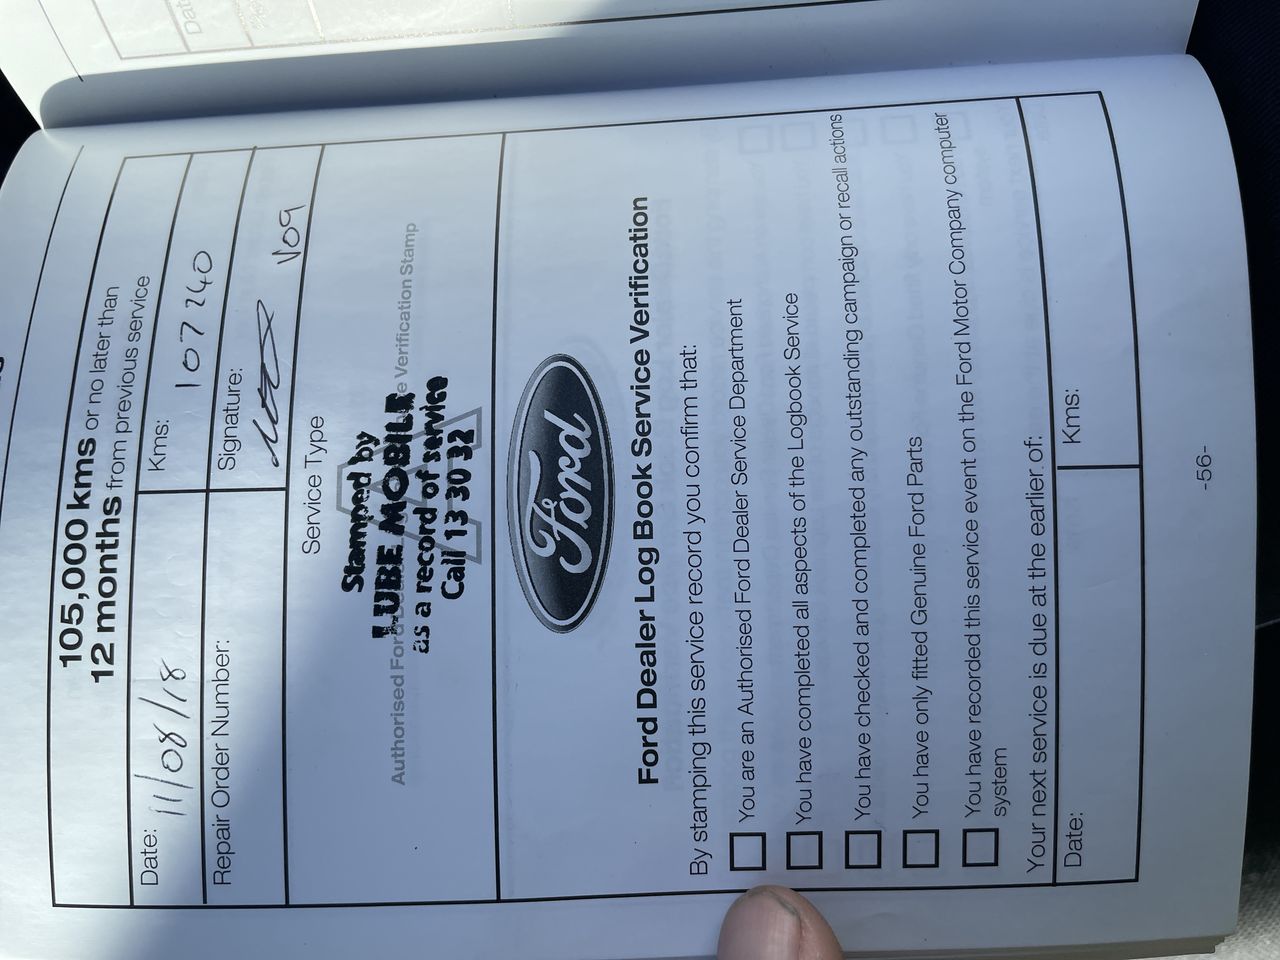 105,000 kms or no later than
12 months from previous service
Date: 11/08/18 Kms: 107240
Repair Order Number: Signature:
V09
Service Type
Stamped by
LUBE MOBILE
Authorised Ford e Verification Stamp
as a record of service
Call 13 30 32
Ford
Ford Dealer Log Book Service Verification
By stamping this service record you confirm that:
You are an Authorised Ford Dealer Service Department
You have completed all aspects of the Logbook Service
You have checked and completed any outstanding campaign or recall actions
You have only fitted Genuine Ford Parts
You have recorded this service event on the Ford Motor Company computer
system
Your next service is due at the earlier of:
Date: Kms:
-56-